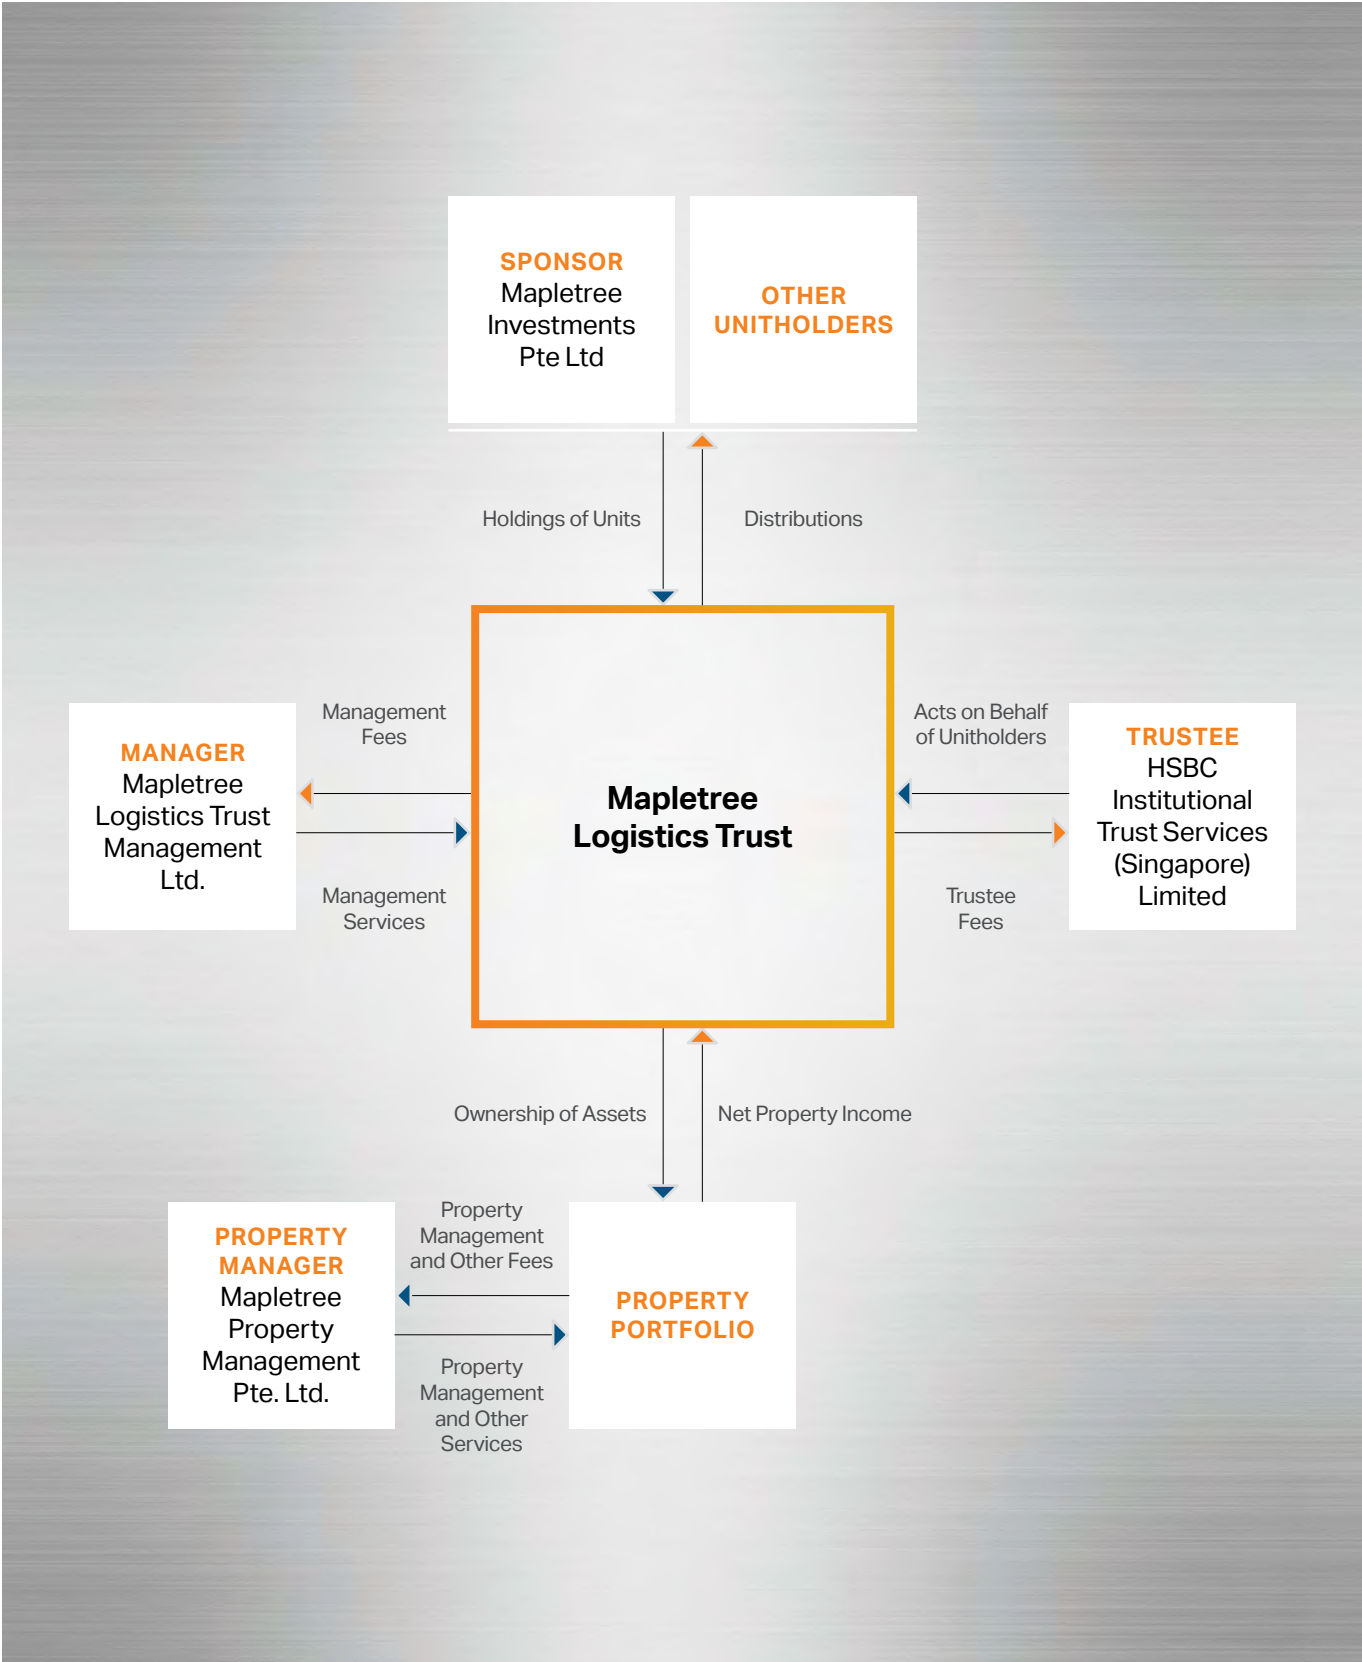 SPONSOR
Mapletree
Investments
Pte Ltd
OTHER
UNITHOLDERS
Holdings of Units
Distributions
Management
Fees
MANAGER
Mapletree
Logistics Trust
Management
Ltd.
Management
Services
Mapletree
Logistics Trust
Acts on Behalf
of Unitholders
TRUSTEE
HSBC
Institutional
Trust Services
(Singapore)
Limited
Trustee
Fees
Ownership of Assets
Net Property Income
PROPERTY
MANAGER
Mapletree
Property
Management
Pte. Ltd.
Property
Management
and Other Fees
Property
Management
and Other
Services
PROPERTY
PORTFOLIO